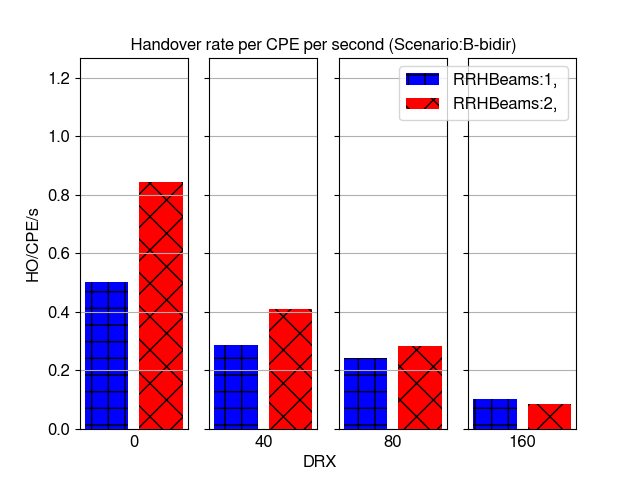 Handover rate per CPE per second (Scenario:B-bidir)
RRHBeams:1,
RRHBeams:2,
1.2
1.0
0.8
0.6
0.4
0.2
0.0
HO/CPE/s
0
40
80
160
DRX